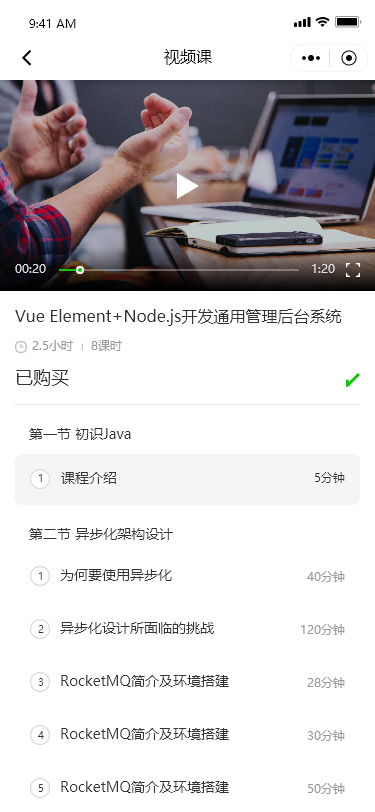 9:41 AM
视频课
00:20 1:20
Vue Element+Node.js开发通用管理后台系统
2.5小时 | 8课时
已购买
第一节 初识Java
1 课程介绍 5分钟
第二节 异步化架构设计
1 为何要使用异步化 40分钟
2 异步化设计所面临的挑战 120分钟
3 RocketMQ简介及环境搭建 28分钟
4 RocketMQ简介及环境搭建 30分钟
5 RocketMQ简介及环境搭建 50分钟